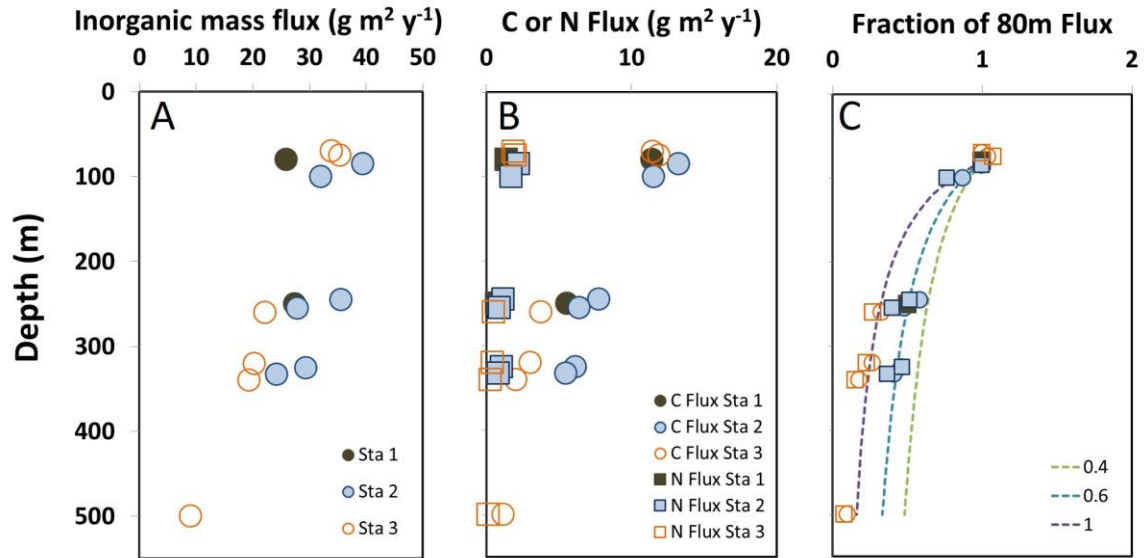 Inorganic mass flux (g m² y⁻¹)
0 10 20 30 40 50
C or N Flux (g m² y⁻¹)
0 10 20
Fraction of 80m Flux
0 1 2
Depth (m)
0
100
200
300
400
500
A
Sta 1
Sta 2
Sta 3
B
C Flux Sta 1
C Flux Sta 2
C Flux Sta 3
N Flux Sta 1
N Flux Sta 2
N Flux Sta 3
C
0.4
0.6
1